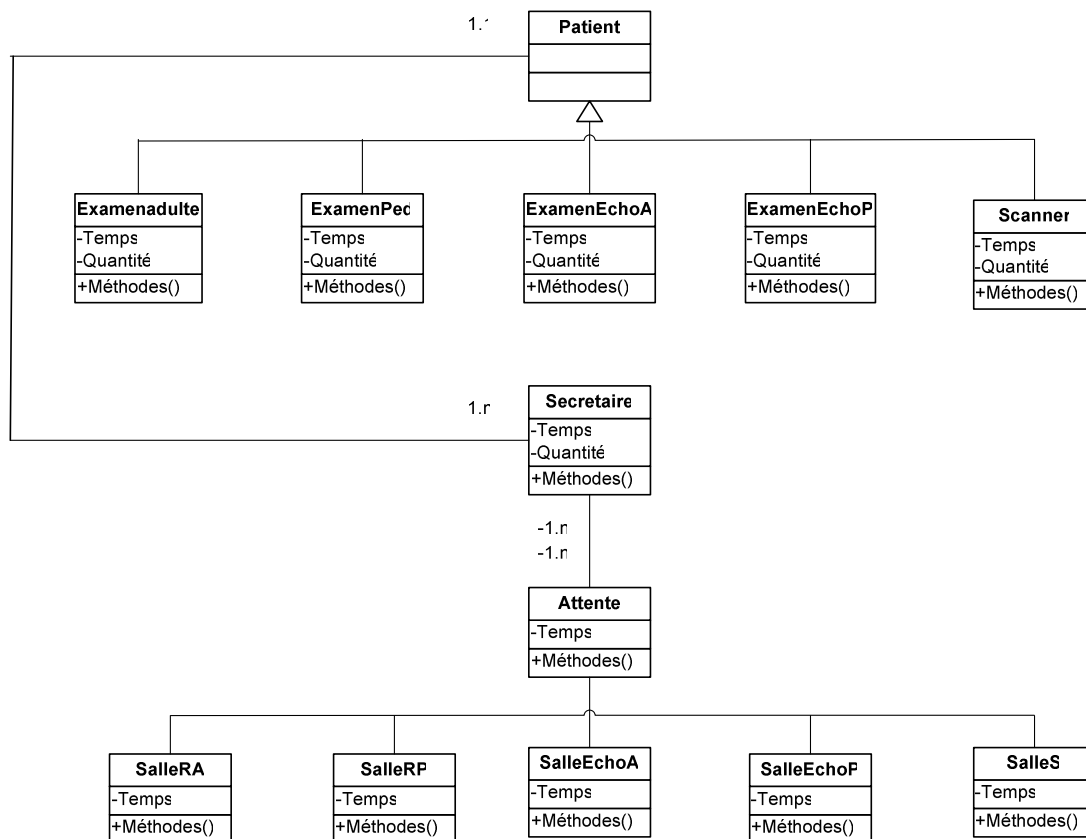 1.1
Patient
Examenadulte
-Temps
-Quantité
+Méthodes()
ExamenPed
-Temps
-Quantité
+Méthodes()
ExamenEchoA
-Temps
-Quantité
+Méthodes()
ExamenEchoP
-Temps
-Quantité
+Méthodes()
Scanner
-Temps
-Quantité
+Méthodes()
1.n
Secretaire
-Temps
-Quantité
+Méthodes()
-1.n
-1.n
Attente
-Temps
+Méthodes()
SalleRA
-Temps
+Méthodes()
SalleRP
-Temps
+Méthodes()
SalleEchoA
-Temps
+Méthodes()
SalleEchoP
-Temps
+Méthodes()
SalleS
-Temps
+Méthodes()